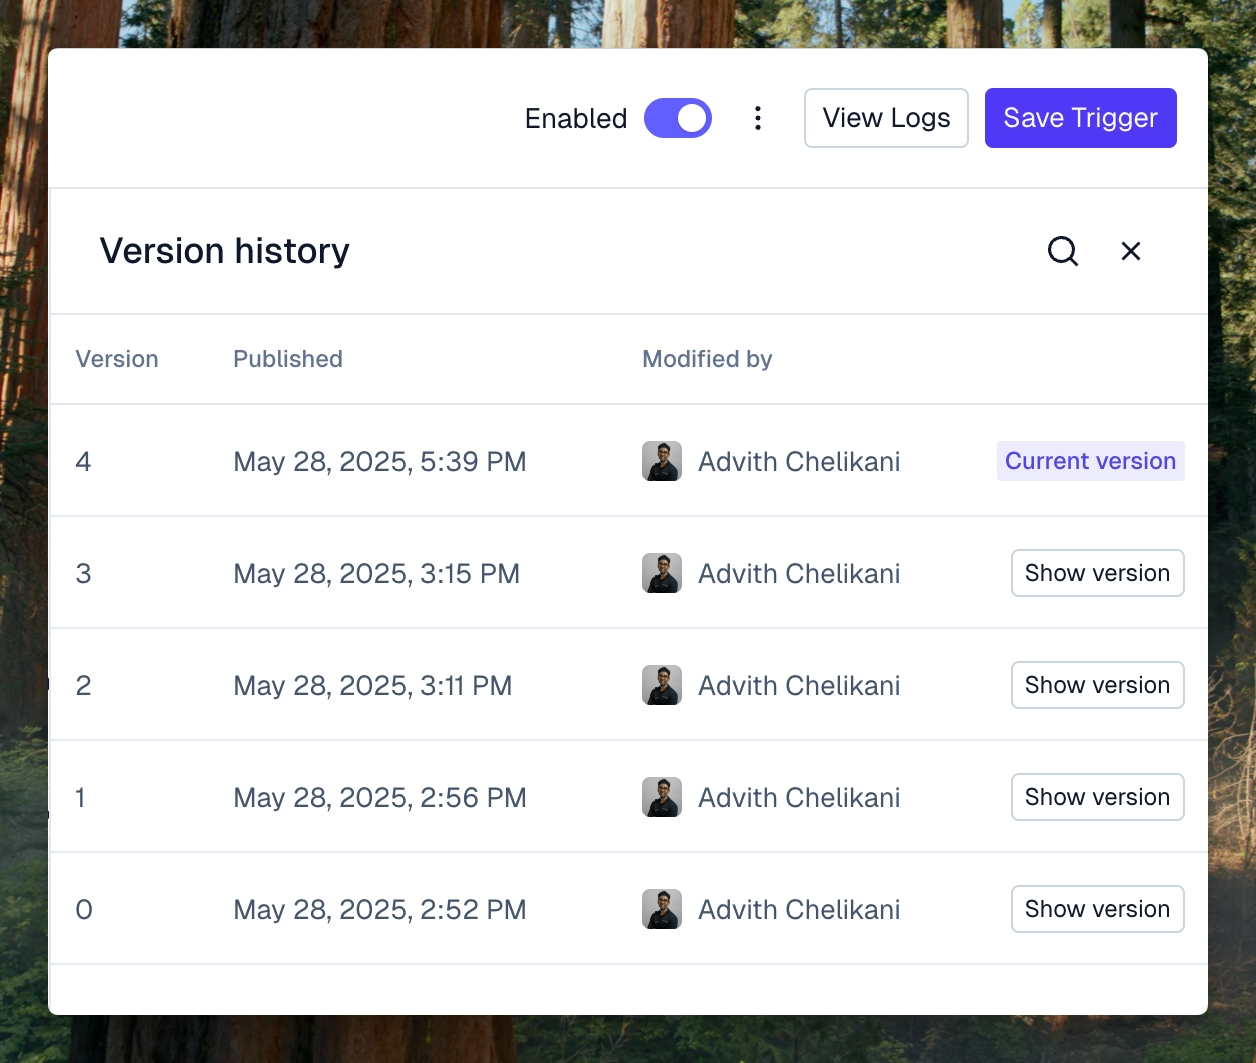 Enabled View Logs Save Trigger
Version history
Version Published Modified by
4 May 28, 2025, 5:39 PM Advith Chelikani Current version
3 May 28, 2025, 3:15 PM Advith Chelikani Show version
2 May 28, 2025, 3:11 PM Advith Chelikani Show version
1 May 28, 2025, 2:56 PM Advith Chelikani Show version
0 May 28, 2025, 2:52 PM Advith Chelikani Show version